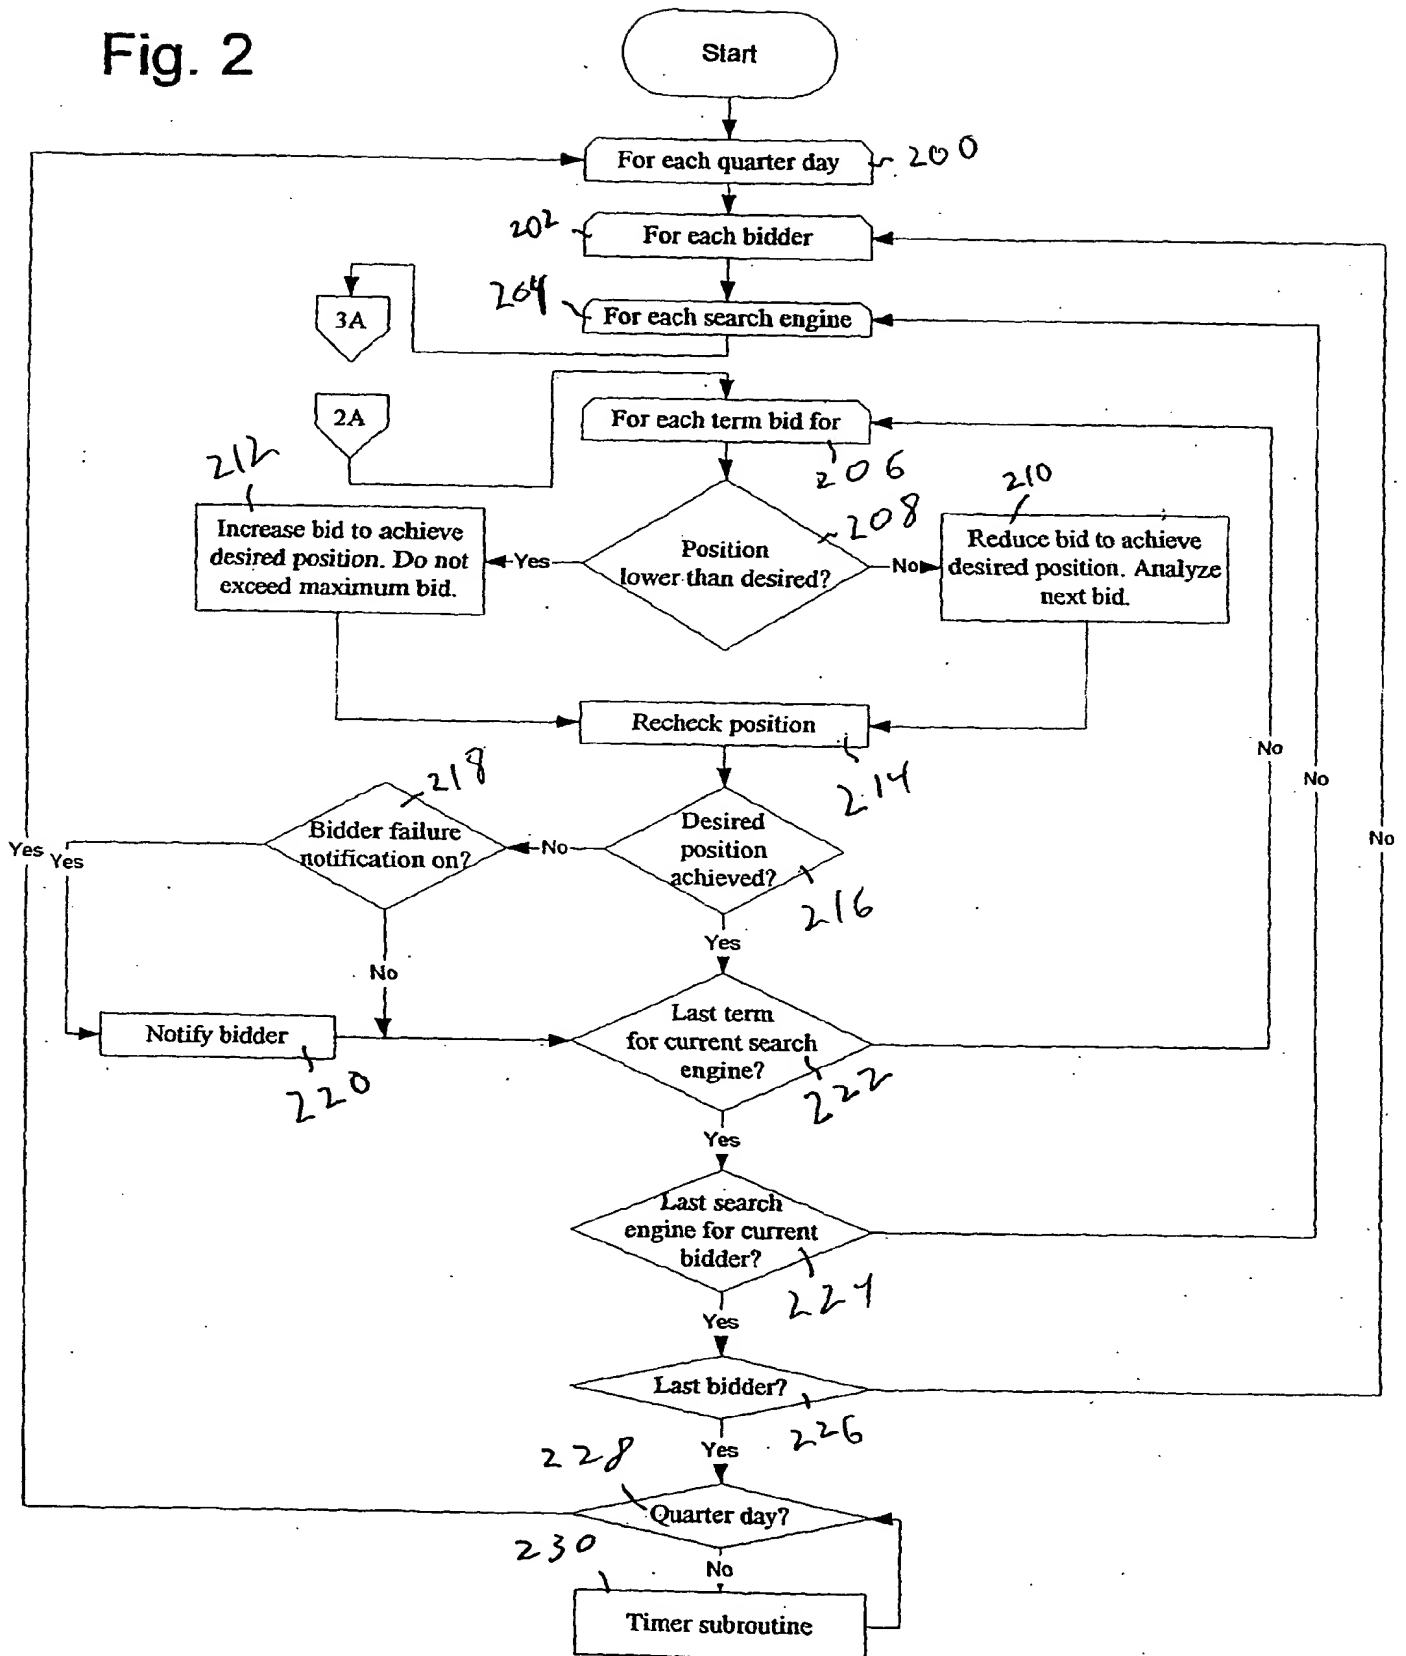 Fig. 2
Start
For each quarter day
200
202
For each bidder
204
For each search engine
3A
2A
For each term bid for
206
212
210
208
Increase bid to achieve
desired position. Do not
exceed maximum bid.
Yes
Position
lower than desired?
No
Reduce bid to achieve
desired position. Analyze
next bid.
Recheck position
214
No
No
218
Bidder failure
notification on?
No
Desired
position
achieved?
216
Yes
Yes
No
Yes
No
Notify bidder
220
Last term
for current search
engine?
222
Yes
Last search
engine for current
bidder?
224
Yes
Last bidder?
226
Yes
228
Quarter day?
230
No
Timer subroutine